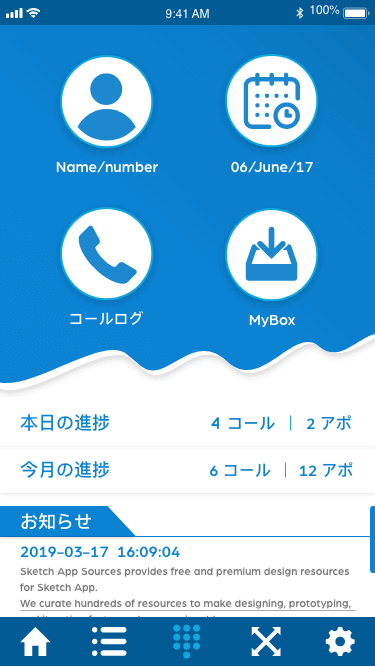 9:41 AM 100%
Name/number 06/June/17
コールログ MyBox
本日の進捗 4 コール | 2 アポ
今月の進捗 6 コール | 12 アポ
お知らせ
2019-03-17 16:09:04
Sketch App Sources provides free and premium design resources
for Sketch App.
We curate hundreds of resources to make designing, prototyping,